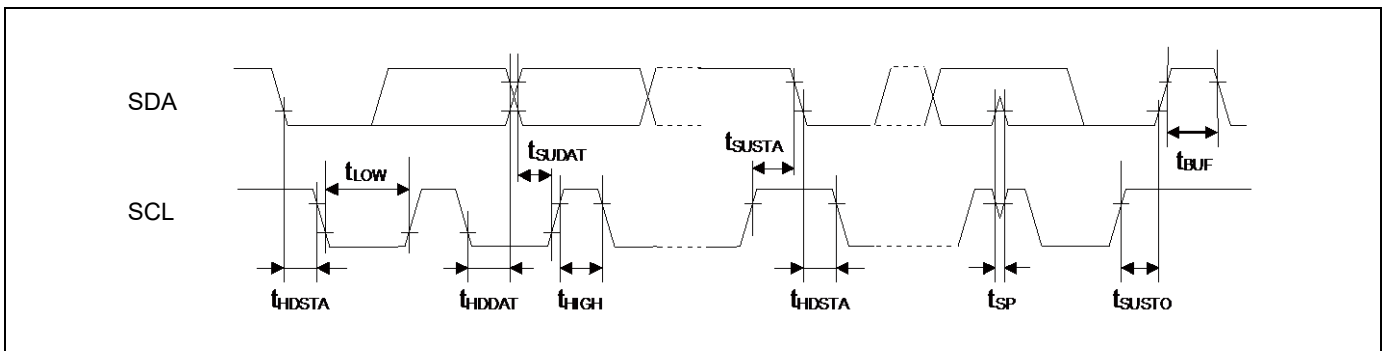 SDA
tSUDAT
tSUSTA
tLOW
tBUF
SCL
tHDSTA
tHDDAT
tHIGH
tHDSTA
tSP
tSUSTO